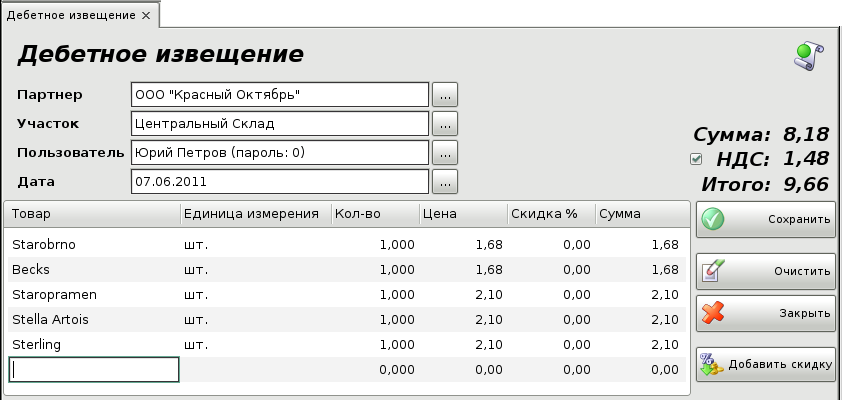 Дебетное извещение ×
Дебетное извещение
Партнер ООО "Красный Октябрь" ...
Участок Центральный Склад ...
Пользователь Юрий Петров (пароль: 0) ...
Дата 07.06.2011 ...
Сумма: 8,18
НДС: 1,48
Итого: 9,66
Товар Единица измерения Кол-во Цена Скидка % Сумма
Starobrno шт. 1,000 1,68 0,00 1,68
Becks шт. 1,000 1,68 0,00 1,68
Staropramen шт. 1,000 2,10 0,00 2,10
Stella Artois шт. 1,000 2,10 0,00 2,10
Sterling шт. 1,000 2,10 0,00 2,10
0,000 0,00 0,00 0,00
Сохранить
Очистить
Закрыть
Добавить скидку